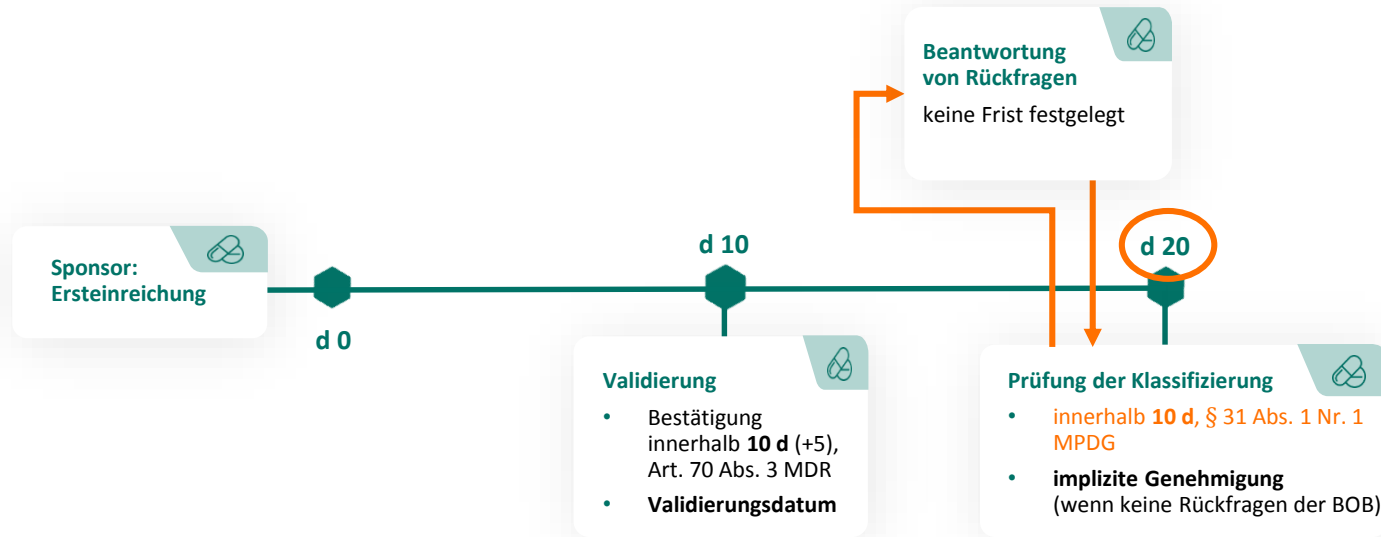 Beantwortung
von Rückfragen
keine Frist festgelegt
Sponsor:
Ersteinreichung
d 0
d 10
d 20
Validierung
• Bestätigung
innerhalb 10 d (+5),
Art. 70 Abs. 3 MDR
• Validierungsdatum
Prüfung der Klassifizierung
• innerhalb 10 d, § 31 Abs. 1 Nr. 1
MPDG
• implizite Genehmigung
(wenn keine Rückfragen der BOB)